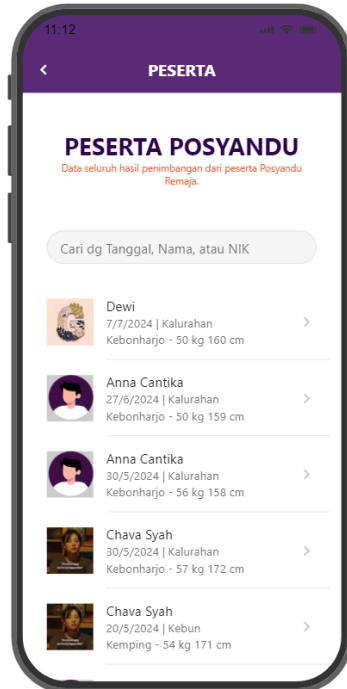 11:12
PESERTA
PESERTA POSYANDU
Data seluruh hasil penimbangan dari peserta Posyandu
Remaja.
Cari dg Tanggal, Nama, atau NIK
Dewi
7/7/2024 | Kalurahan
Kebonharjo - 50 kg 160 cm
Anna Cantika
27/6/2024 | Kalurahan
Kebonharjo - 50 kg 159 cm
Anna Cantika
30/5/2024 | Kalurahan
Kebonharjo - 56 kg 158 cm
Chava Syah
30/5/2024 | Kalurahan
Kebonharjo - 57 kg 172 cm
Chava Syah
20/5/2024 | Kebun
Kemping - 54 kg 171 cm